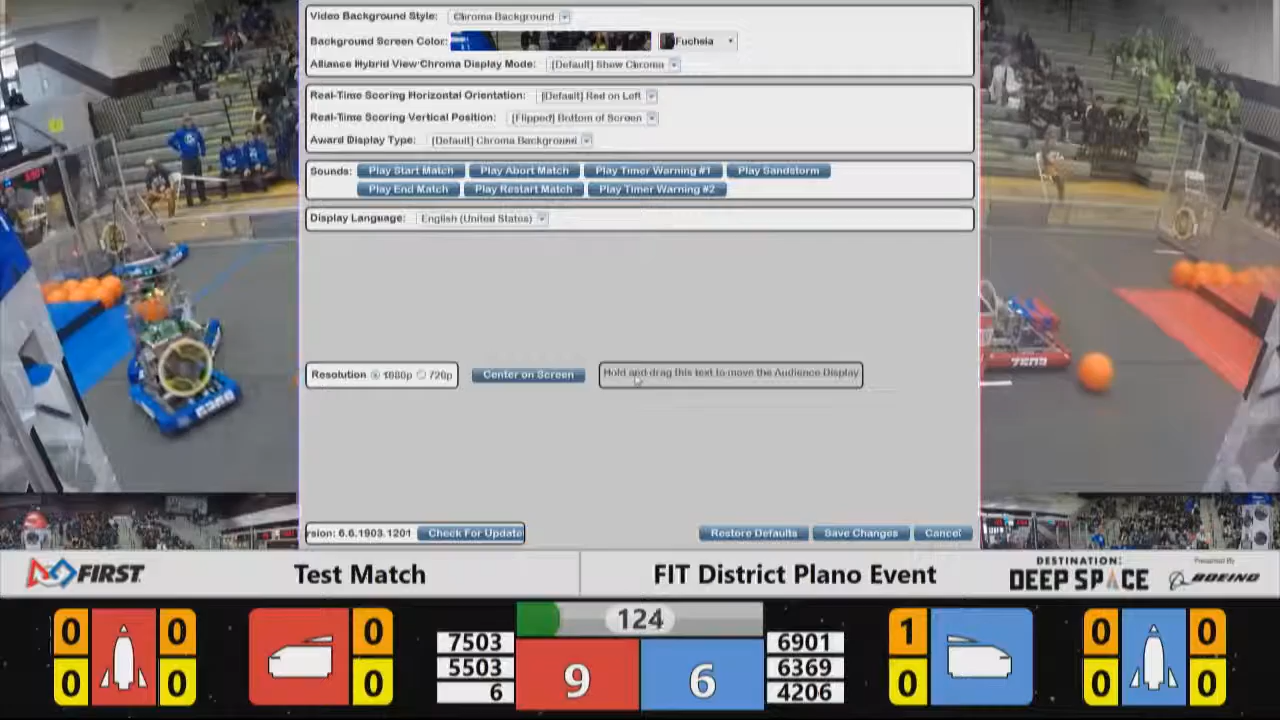 Video Background Style: Chroma Background
Background Screen Color: Fuchsia
Alliance Hybrid View Chroma Display Mode: [Default] Show Chroma
Real-Time Scoring Horizontal Orientation: [Default] Red on Left
Real-Time Scoring Vertical Position: [Flipped] Bottom of Screen
Award Display Type: [Default] Chroma Background
Sounds: Play Start Match Play Abort Match Play Timer Warning #1 Play Sandstorm
Play End Match Play Restart Match Play Timer Warning #2
Display Language: English (United States)
Resolution 1080p 720p Center on Screen Hold and drag this text to move the Audience Display
7503
6369
rsion: 6.6.1903.1201 Check For Update Restore Defaults Save Changes Cancel
FIRST Test Match FIT District Plano Event DESTINATION: DEEP SPACE Presented By BOEING
124
0 0 0 7503 6901 1 0 0
5503 9 6 6369
0 0 0 6 4206 0 0 0